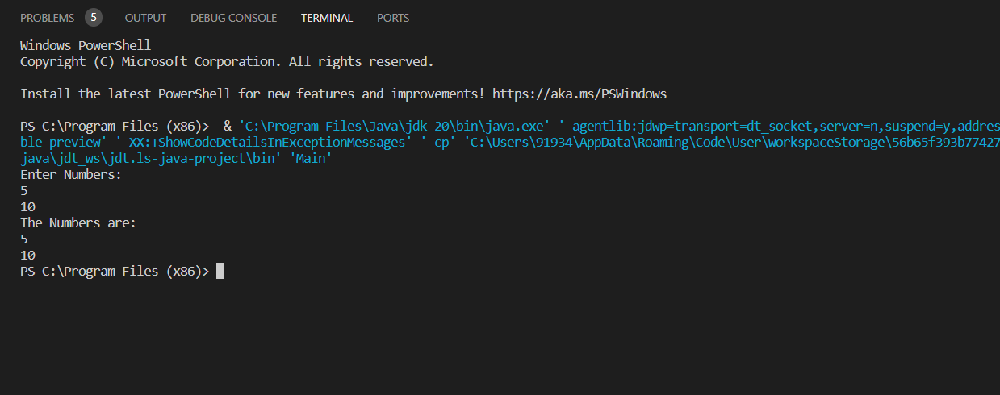 PROBLEMS 5 OUTPUT DEBUG CONSOLE TERMINAL PORTS
Windows PowerShell
Copyright (C) Microsoft Corporation. All rights reserved.
Install the latest PowerShell for new features and improvements! https://aka.ms/PSWindows
PS C:\Program Files (x86)>  & 'C:\Program Files\Java\jdk-20\bin\java.exe' '-agentlib:jdwp=transport=dt_socket,server=n,suspend=y,addres
ble-preview' '-XX:+ShowCodeDetailsInExceptionMessages' '-cp' 'C:\Users\91934\AppData\Roaming\Code\User\workspaceStorage\56b65f393b77427
java\jdt_ws\jdt.ls-java-project\bin' 'Main'
Enter Numbers:
5
10
The Numbers are:
5
10
PS C:\Program Files (x86)>